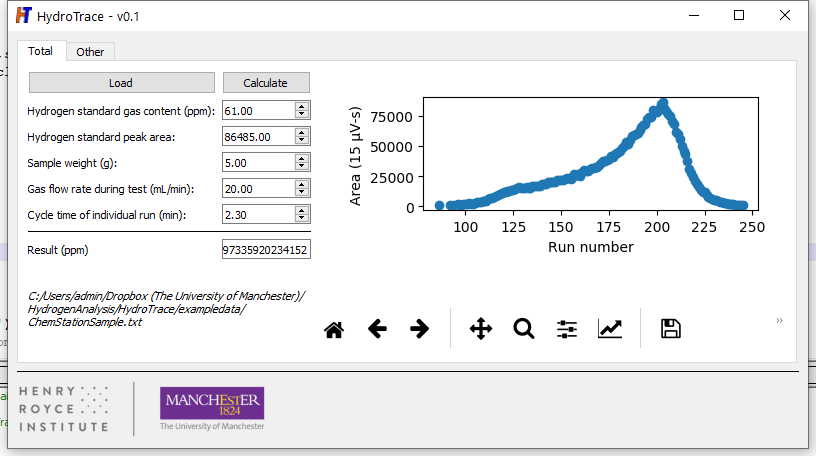 HydroTrace - v0.1
Total
Other
Load
Calculate
Hydrogen standard gas content (ppm):
61.00
Hydrogen standard peak area:
86485.00
Sample weight (g):
5.00
Gas flow rate during test (mL/min):
20.00
Cycle time of individual run (min):
2.30
Result (ppm)
97335920234152
C:/Users/admin/Dropbox (The University of Manchester)/
HydrogenAnalysis/HydroTrace/exampledata/
ChemStationSample.txt
Area (15 µV-s)
75000
50000
25000
0
100
125
150
175
200
225
250
Run number
»
HENRY
ROYCE
INSTITUTE
MANCHESTER
1824
The University of Manchester